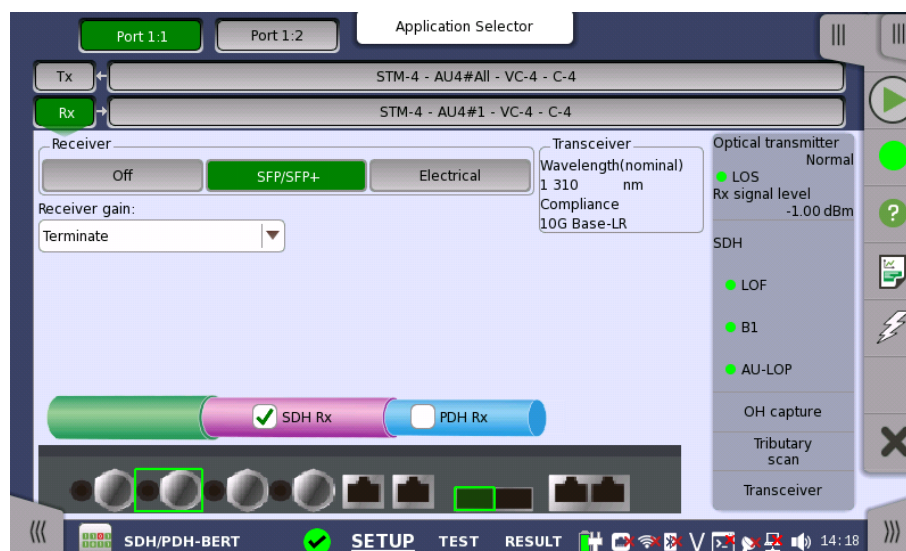 Port 1:1
Port 1:2
Application Selector
Tx
STM-4 - AU4#All - VC-4 - C-4
Rx
STM-4 - AU4#1 - VC-4 - C-4
Receiver
Off
SFP/SFP+
Electrical
Receiver gain:
Terminate
Transceiver
Wavelength(nominal)
1 310 nm
Compliance
10G Base-LR
Optical transmitter
Normal
LOS
Rx signal level
-1.00 dBm
SDH
LOF
B1
AU-LOP
OH capture
Tributary
scan
Transceiver
SDH Rx
PDH Rx
SDH/PDH-BERT
SETUP
TEST
RESULT
V
14:18